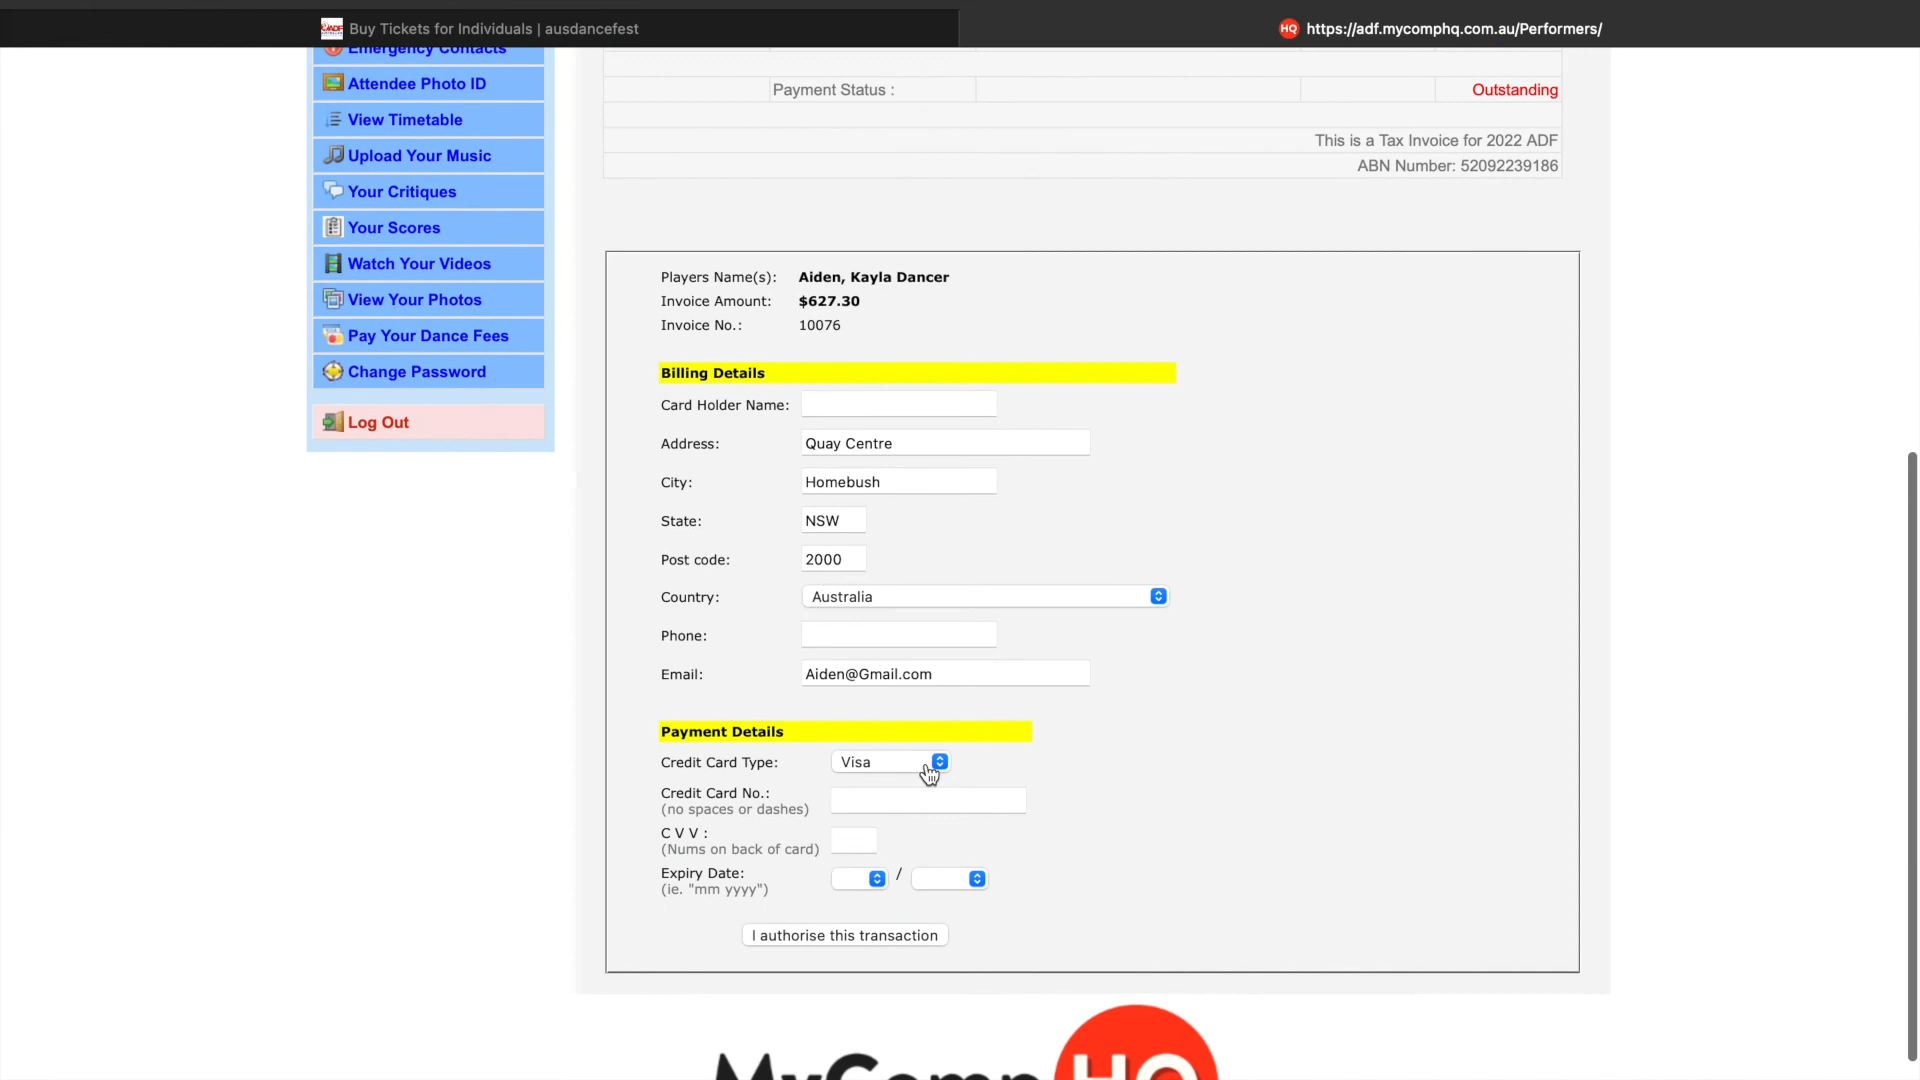 Buy Tickets for Individuals | ausdancefest
https://adf.mycomphq.com.au/Performers/
Emergency Contacts
Attendee Photo ID
View Timetable
Upload Your Music
Your Critiques
Your Scores
Watch Your Videos
View Your Photos
Pay Your Dance Fees
Change Password
Log Out
Payment Status : Outstanding
This is a Tax Invoice for 2022 ADF
ABN Number: 52092239186
Players Name(s): Aiden, Kayla Dancer
Invoice Amount: $627.30
Invoice No.: 10076
Billing Details
Card Holder Name:
Address: Quay Centre
City: Homebush
State: NSW
Post code: 2000
Country: Australia
Phone:
Email: Aiden@Gmail.com
Payment Details
Credit Card Type: Visa
Credit Card No.:
(no spaces or dashes)
C V V :
(Nums on back of card)
Expiry Date: /
(ie. "mm yyyy")
I authorise this transaction
MyComp HQ